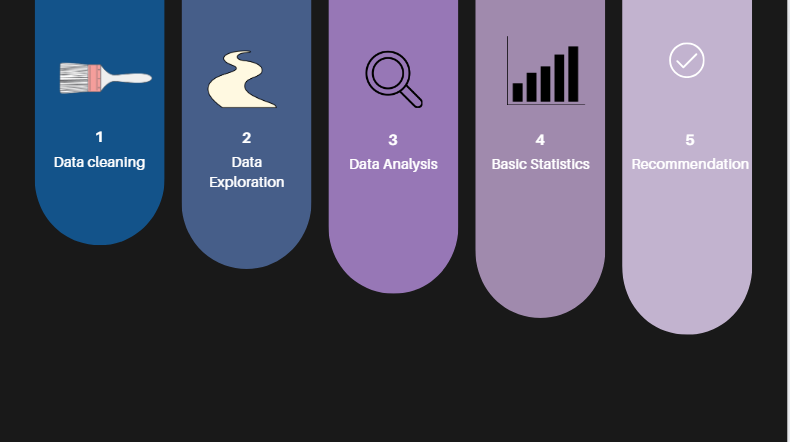 1
Data cleaning
2
Data
Exploration
3
Data Analysis
4
Basic Statistics
5
Recommendation